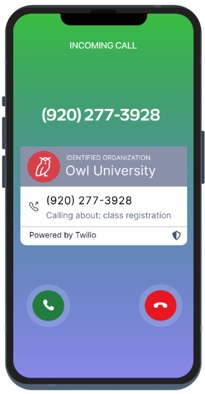 INCOMING CALL
(920) 277-3928
IDENTIFIED ORGANIZATION
Owl University
(920) 277-3928
Calling about: class registration
Powered by Twilio